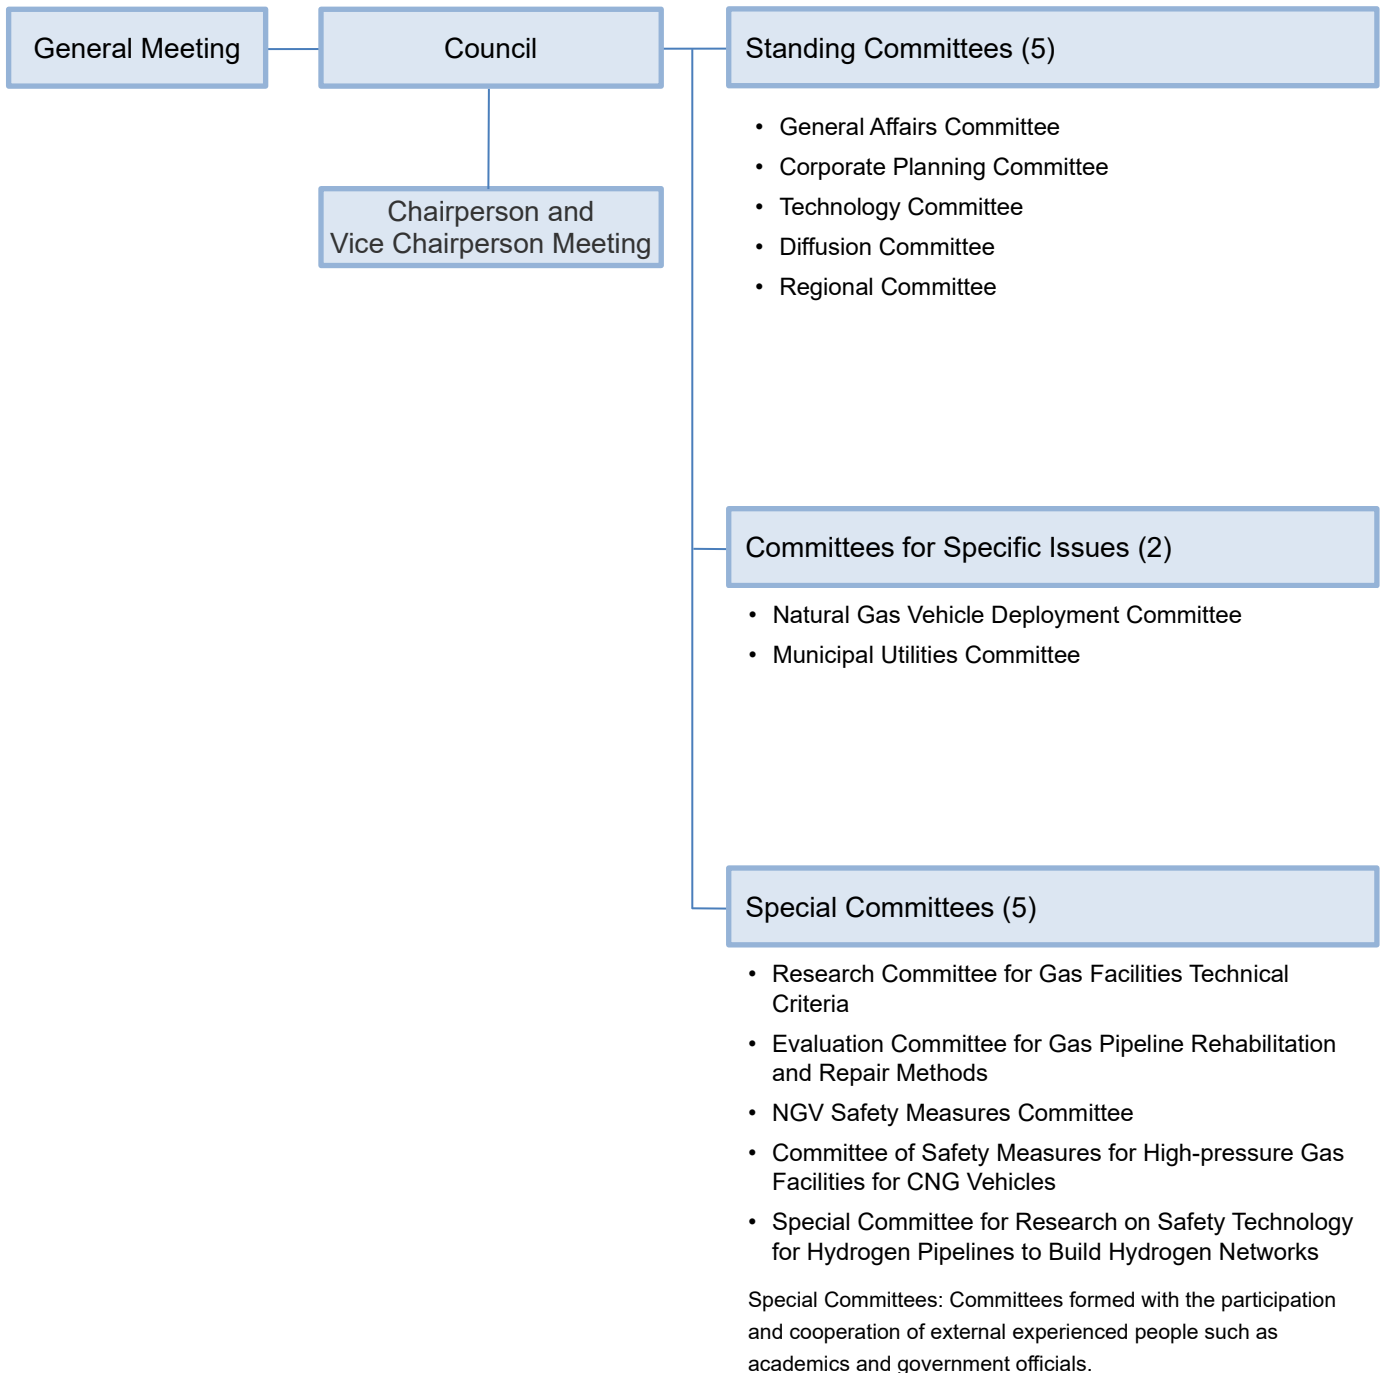 General Meeting
Council
Chairperson and
Vice Chairperson Meeting
Standing Committees (5)
• General Affairs Committee
• Corporate Planning Committee
• Technology Committee
• Diffusion Committee
• Regional Committee
Committees for Specific Issues (2)
• Natural Gas Vehicle Deployment Committee
• Municipal Utilities Committee
Special Committees (5)
• Research Committee for Gas Facilities Technical
Criteria
• Evaluation Committee for Gas Pipeline Rehabilitation
and Repair Methods
• NGV Safety Measures Committee
• Committee of Safety Measures for High-pressure Gas
Facilities for CNG Vehicles
• Special Committee for Research on Safety Technology
for Hydrogen Pipelines to Build Hydrogen Networks
Special Committees: Committees formed with the participation
and cooperation of external experienced people such as
academics and government officials.